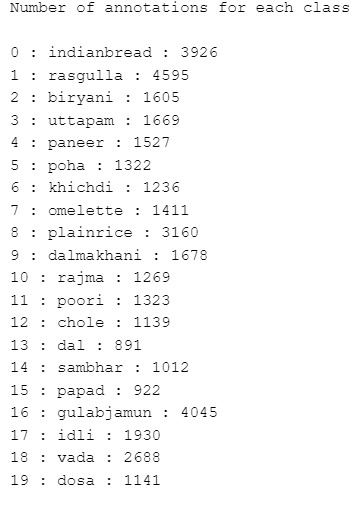 Number of annotations for each class
0 : indianbread : 3926
1 : rasgulla : 4595
2 : biryani : 1605
3 : uttapam : 1669
4 : paneer : 1527
5 : poha : 1322
6 : khichdi : 1236
7 : omelette : 1411
8 : plainrice : 3160
9 : dalmakhani : 1678
10 : rajma : 1269
11 : poori : 1323
12 : chole : 1139
13 : dal : 891
14 : sambhar : 1012
15 : papad : 922
16 : gulabjamun : 4045
17 : idli : 1930
18 : vada : 2688
19 : dosa : 1141